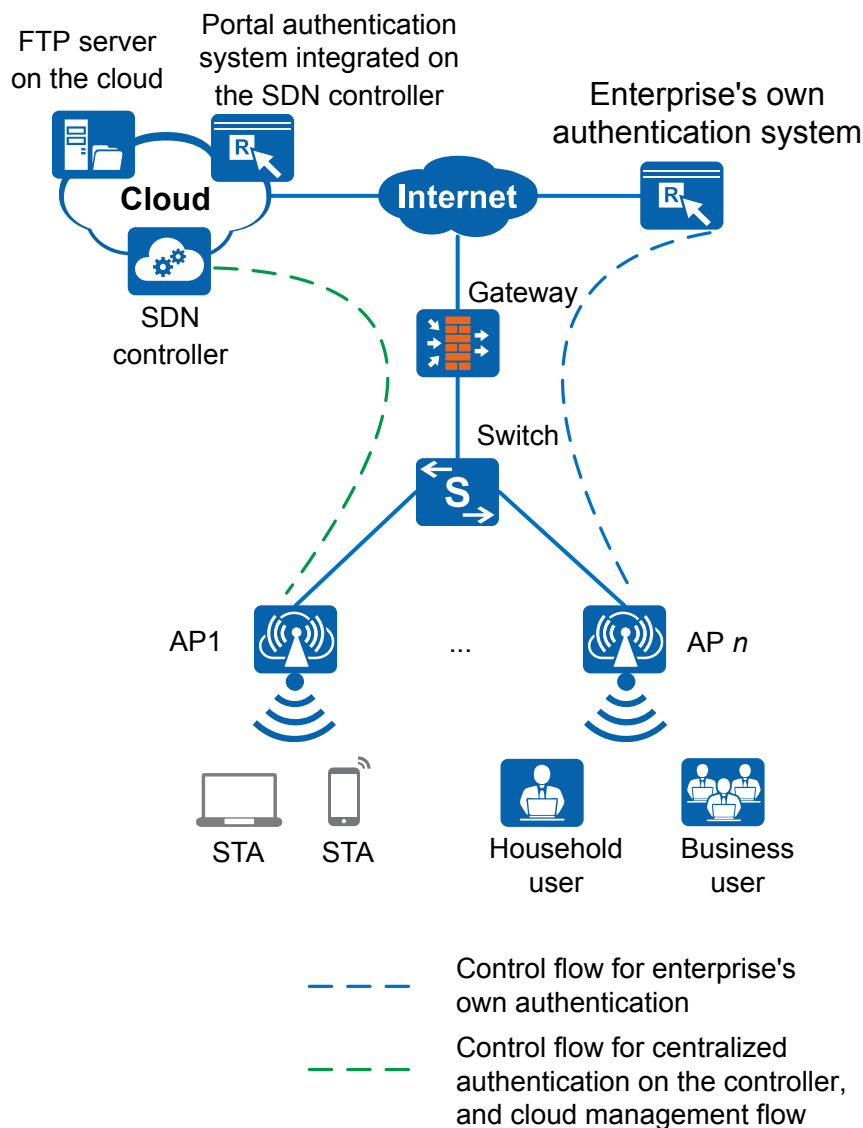 FTP server
on the cloud
Portal authentication
system integrated on
the SDN controller
Enterprise's own
authentication system
R
R
Cloud
Internet
SDN
controller
Gateway
Switch
S
AP1
...
AP n
STA
STA
Household
user
Business
user
Control flow for enterprise's
own authentication
Control flow for centralized
authentication on the controller,
and cloud management flow